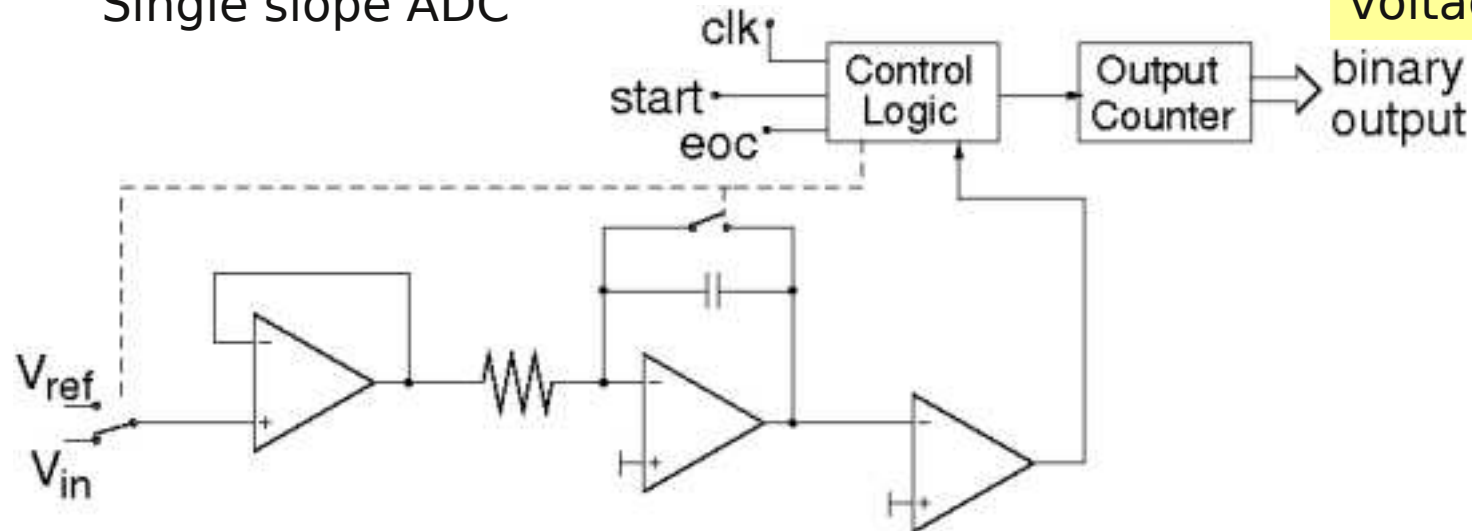 Single slope ADC
clk
start
eoc
Control
Logic
Output
Counter
binary
output
Vref
Vin
-
+
-
+
-
+